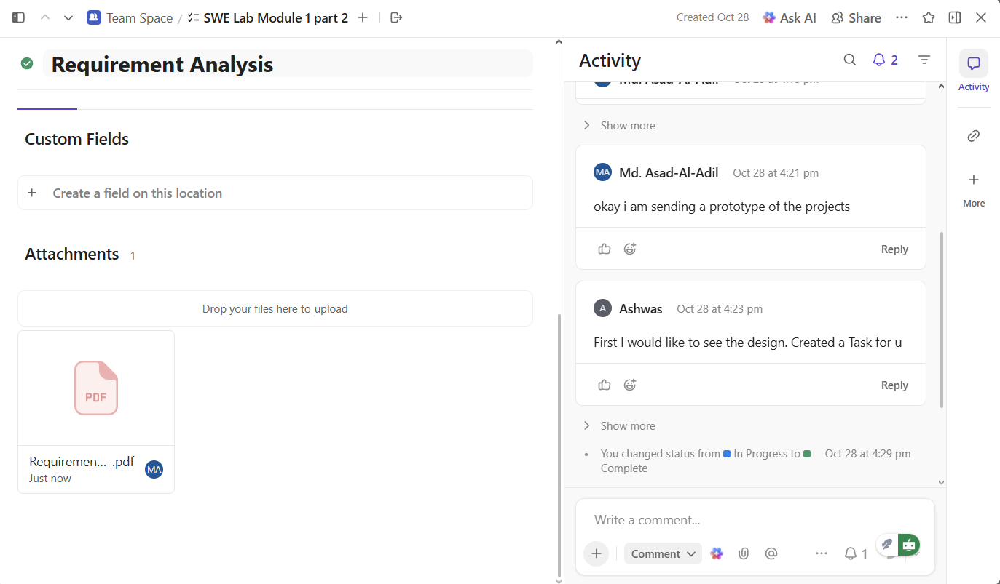 Team Space / SWE Lab Module 1 part 2
Created Oct 28
Ask AI
Share
Requirement Analysis
Custom Fields
Create a field on this location
Attachments 1
Drop your files here to upload
PDF
Requiremen... .pdf
Just now
MA
Activity
2
Show more
MA Md. Asad-Al-Adil Oct 28 at 4:21 pm
okay i am sending a prototype of the projects
Reply
A Ashwas Oct 28 at 4:23 pm
First I would like to see the design. Created a Task for u
Reply
Show more
You changed status from In Progress to Oct 28 at 4:29 pm
Complete
Write a comment...
Comment
1
Activity
More